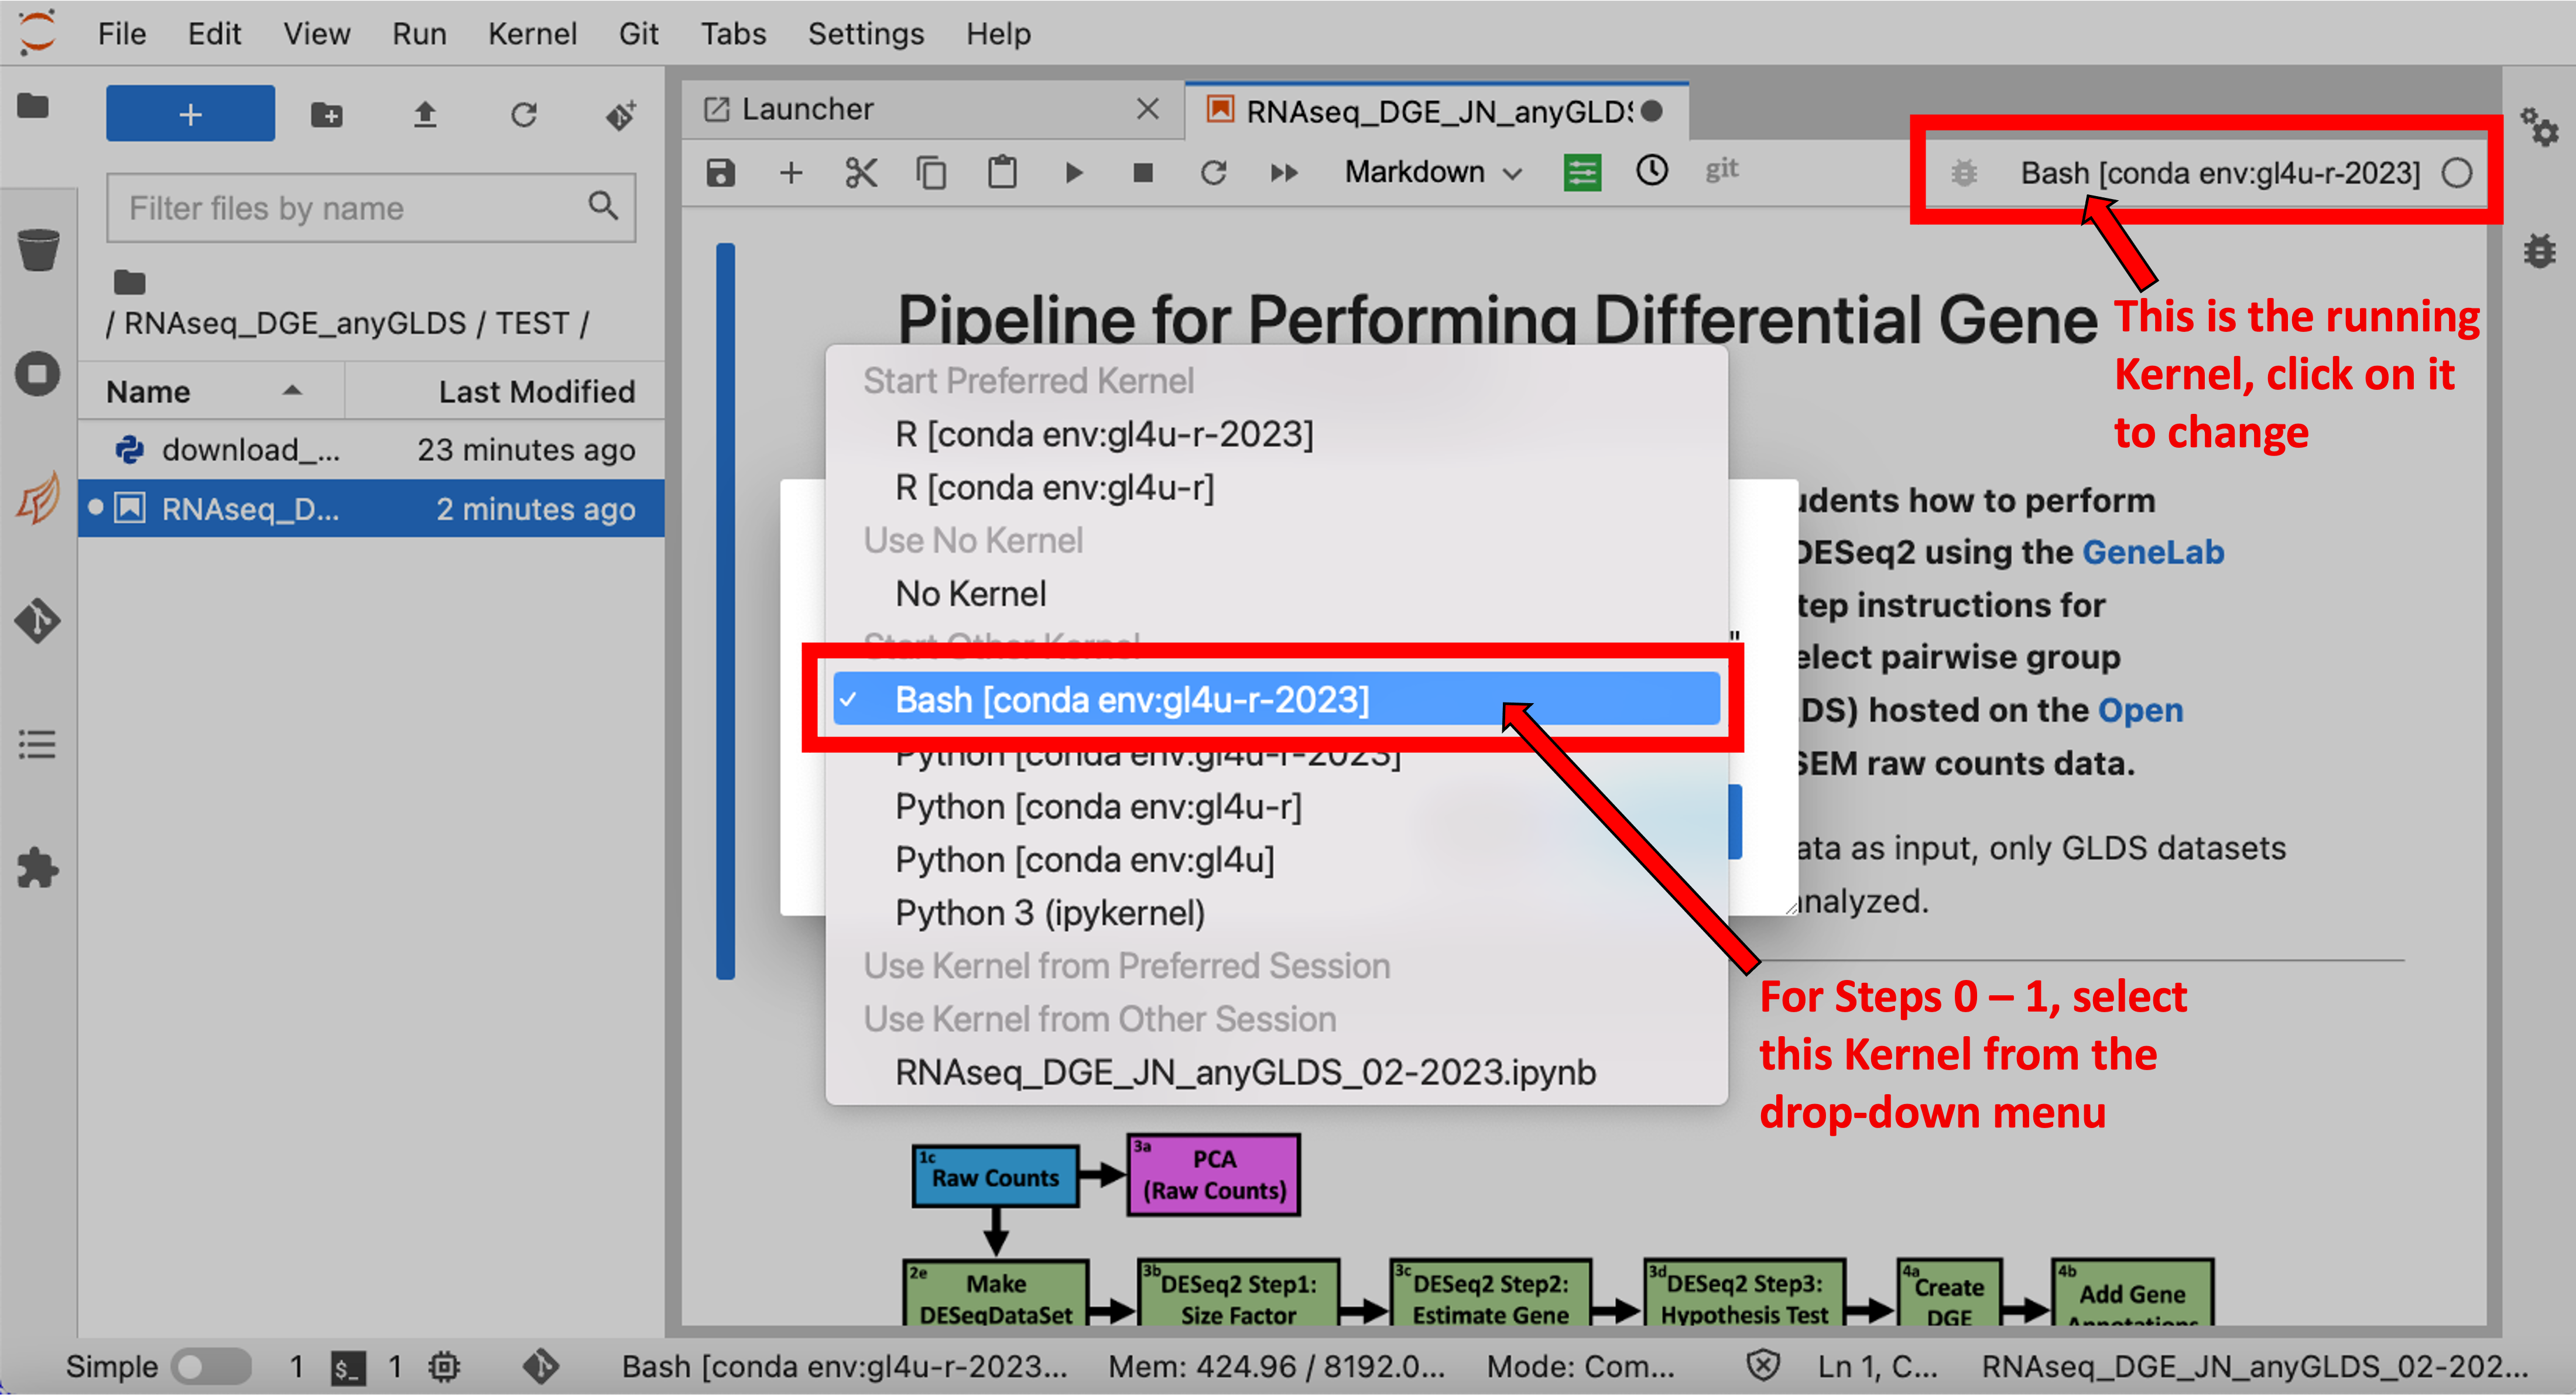 File Edit View Run Kernel Git Tabs Settings Help
+
Filter files by name
/ RNAseq_DGE_anyGLDS / TEST /
Name Last Modified
download_... 23 minutes ago
RNAseq_D... 2 minutes ago
Launcher
RNAseq_DGE_JN_anyGLDS
Markdown
git
Bash [conda env:gl4u-r-2023]
This is the running
Kernel, click on it
to change
Pipeline for Performing Differential Gene
Start Preferred Kernel
R [conda env:gl4u-r-2023]
R [conda env:gl4u-r]
Use No Kernel
No Kernel
Start Other Kernel
Bash [conda env:gl4u-r-2023]
Python [conda env:gl4u-r-2023]
Python [conda env:gl4u-r]
Python [conda env:gl4u]
Python 3 (ipykernel)
Use Kernel from Preferred Session
Use Kernel from Other Session
RNAseq_DGE_JN_anyGLDS_02-2023.ipynb
"
udents how to perform
DESeq2 using the GeneLab
tep instructions for
elect pairwise group
DS) hosted on the Open
SEM raw counts data.
ata as input, only GLDS datasets
analyzed.
For Steps 0 – 1, select
this Kernel from the
drop-down menu
1c
Raw Counts
3a
PCA
(Raw Counts)
2e
Make
DESeqDataSet
3b
DESeq2 Step1:
Size Factor
3c
DESeq2 Step2:
Estimate Gene
3d
DESeq2 Step3:
Hypothesis Test
4a
Create
DGE
4b
Add Gene
Annotations
Simple 1 $_ 1 Bash [conda env:gl4u-r-2023... Mem: 424.96 / 8192.0... Mode: Com... Ln 1, C... RNAseq_DGE_JN_anyGLDS_02-202...